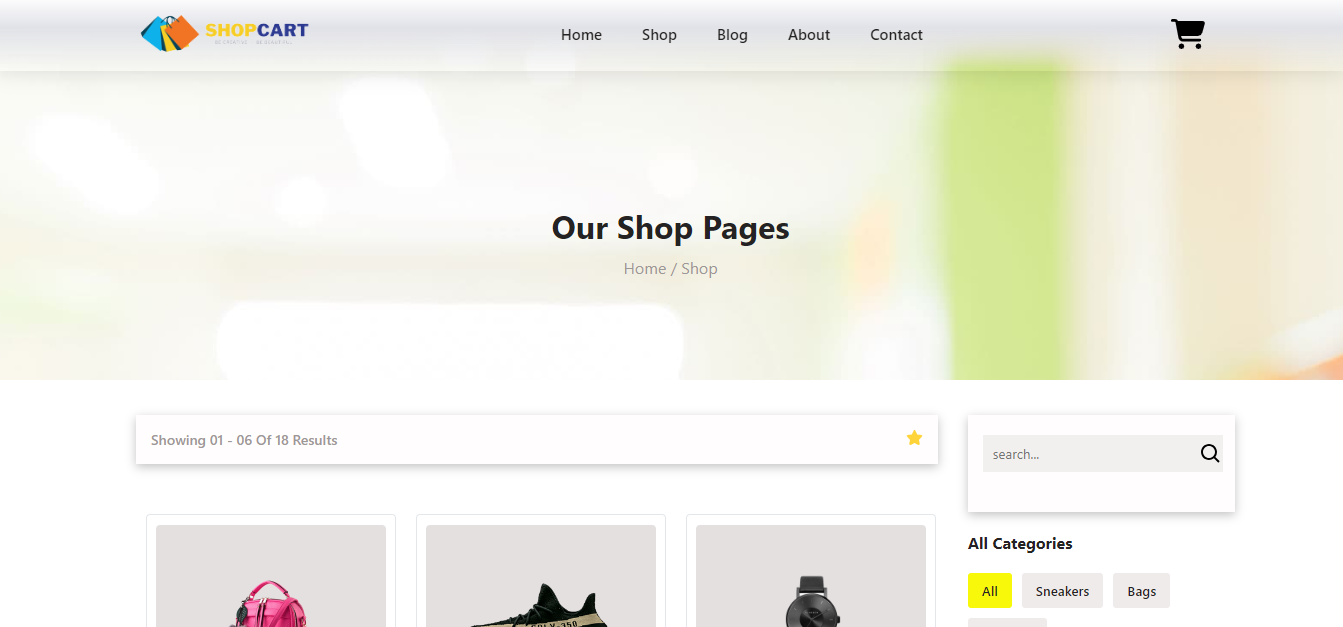 SHOPCART
Home
Shop
Blog
About
Contact
Our Shop Pages
Home / Shop
Showing 01 - 06 Of 18 Results
search...
All Categories
All
Sneakers
Bags